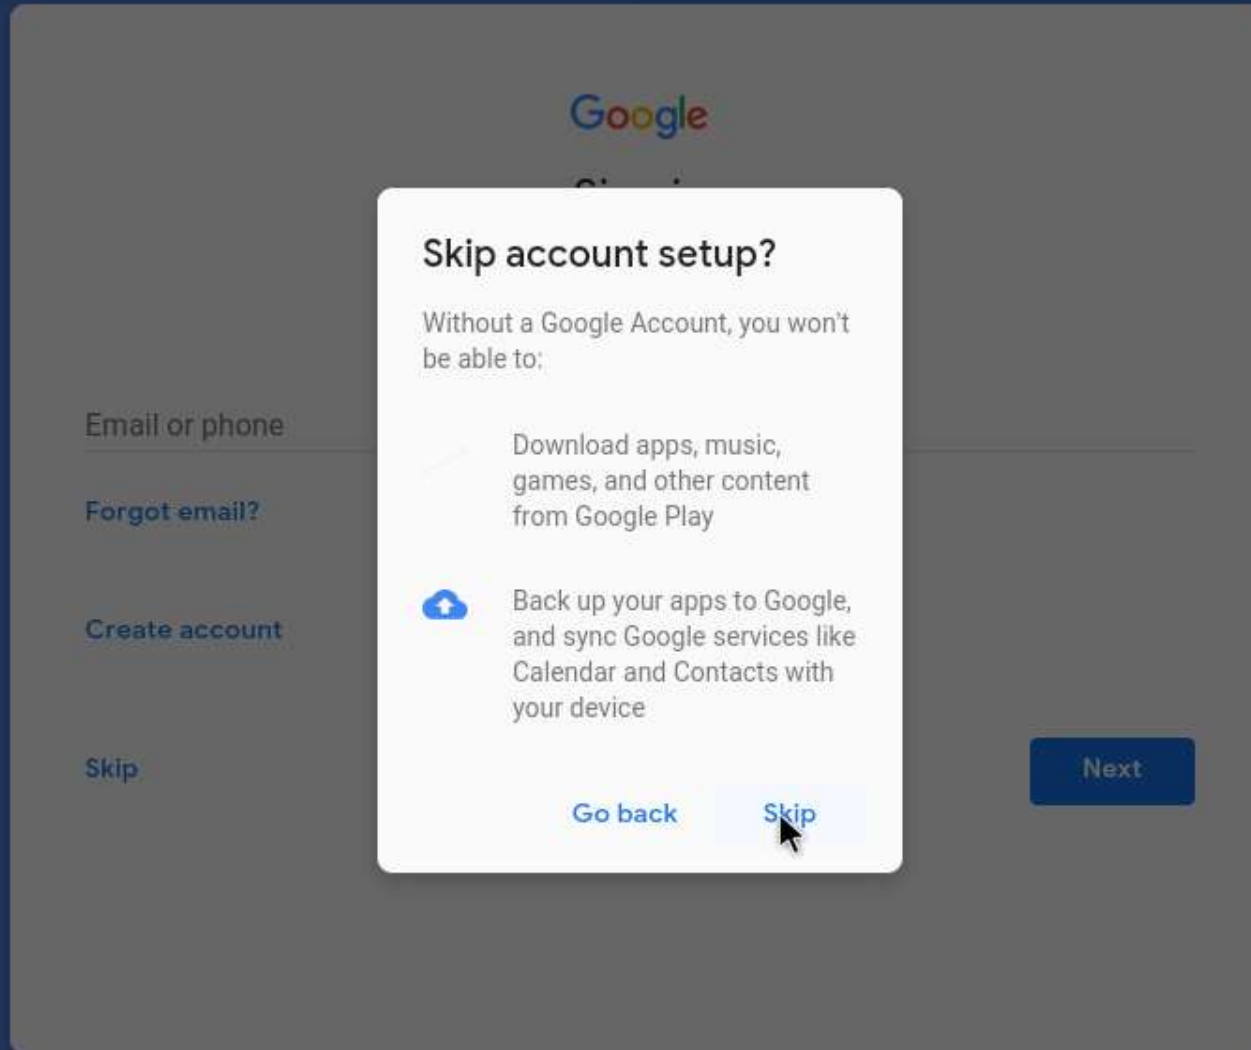 Google
Skip account setup?
Without a Google Account, you won't
be able to:
Download apps, music,
games, and other content
from Google Play
Back up your apps to Google,
and sync Google services like
Calendar and Contacts with
your device
Go back Skip
Email or phone
Forgot email?
Create account
Skip
Next